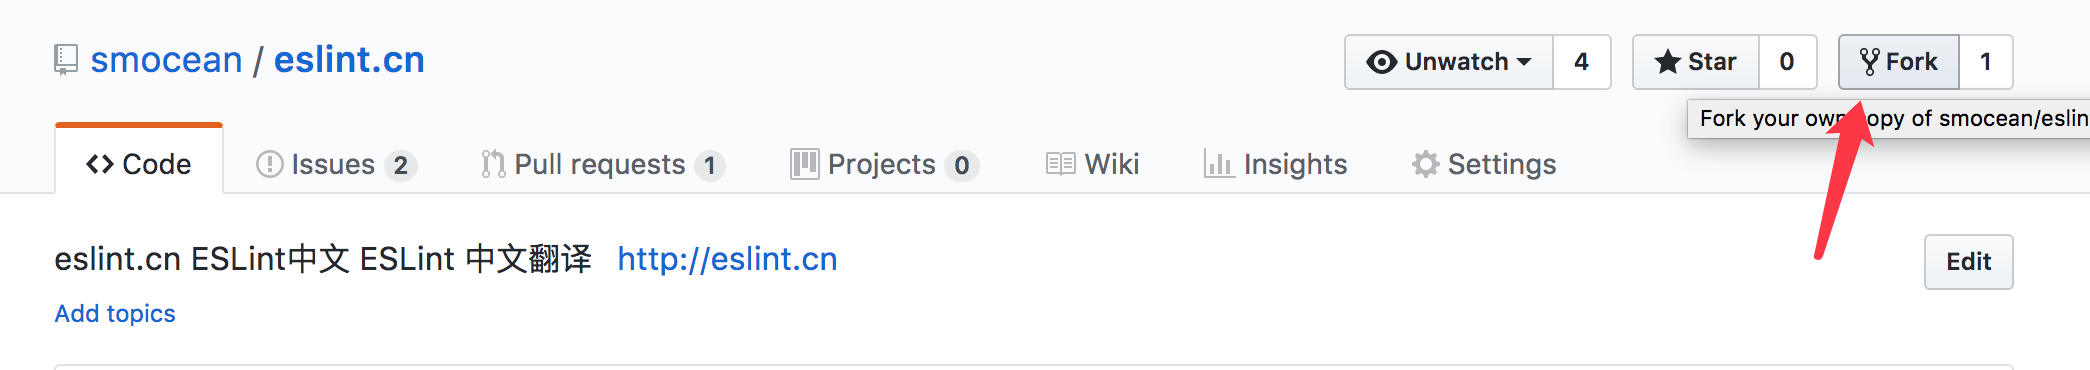 smocean / eslint.cn
Unwatch 4
Star 0
Fork 1
Fork your own copy of smocean/eslin
Code
Issues 2
Pull requests 1
Projects 0
Wiki
Insights
Settings
eslint.cn ESLint中文 ESLint 中文翻译 http://eslint.cn
Edit
Add topics